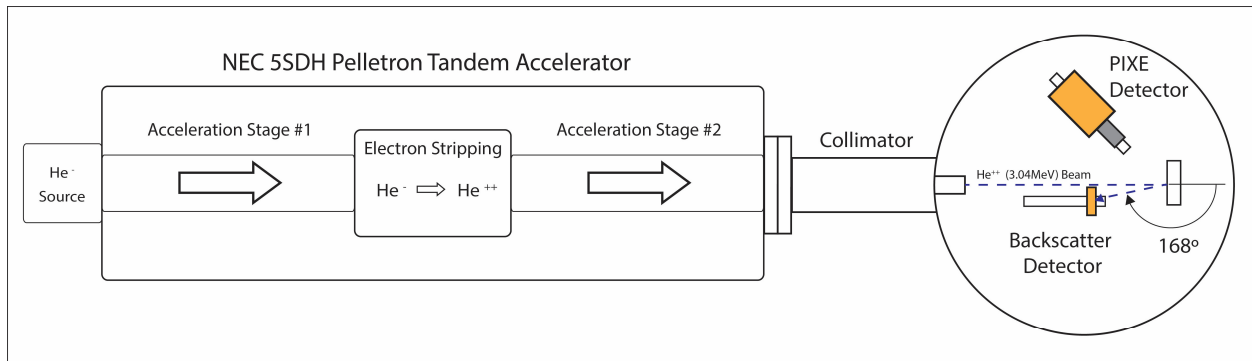 NEC 5SDH Pelletron Tandem Accelerator
Acceleration Stage #1
Acceleration Stage #2
Electron Stripping
He⁻ ⇨ He⁺⁺
He⁻
Source
Collimator
PIXE
Detector
He⁺⁺ (3.04MeV) Beam
Backscatter
Detector
168º